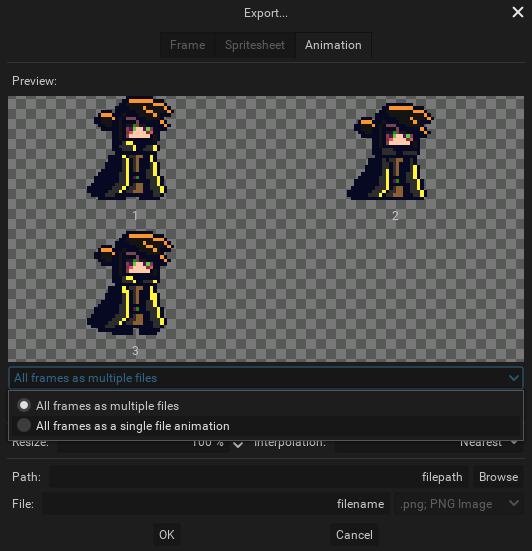 Export...
Frame Spritesheet Animation
Preview:
1 2
3
All frames as multiple files
All frames as multiple files
All frames as a single file animation
Resize: 100 % Interpolation: Nearest
Path: filepath Browse
File: filename .png; PNG Image
OK Cancel